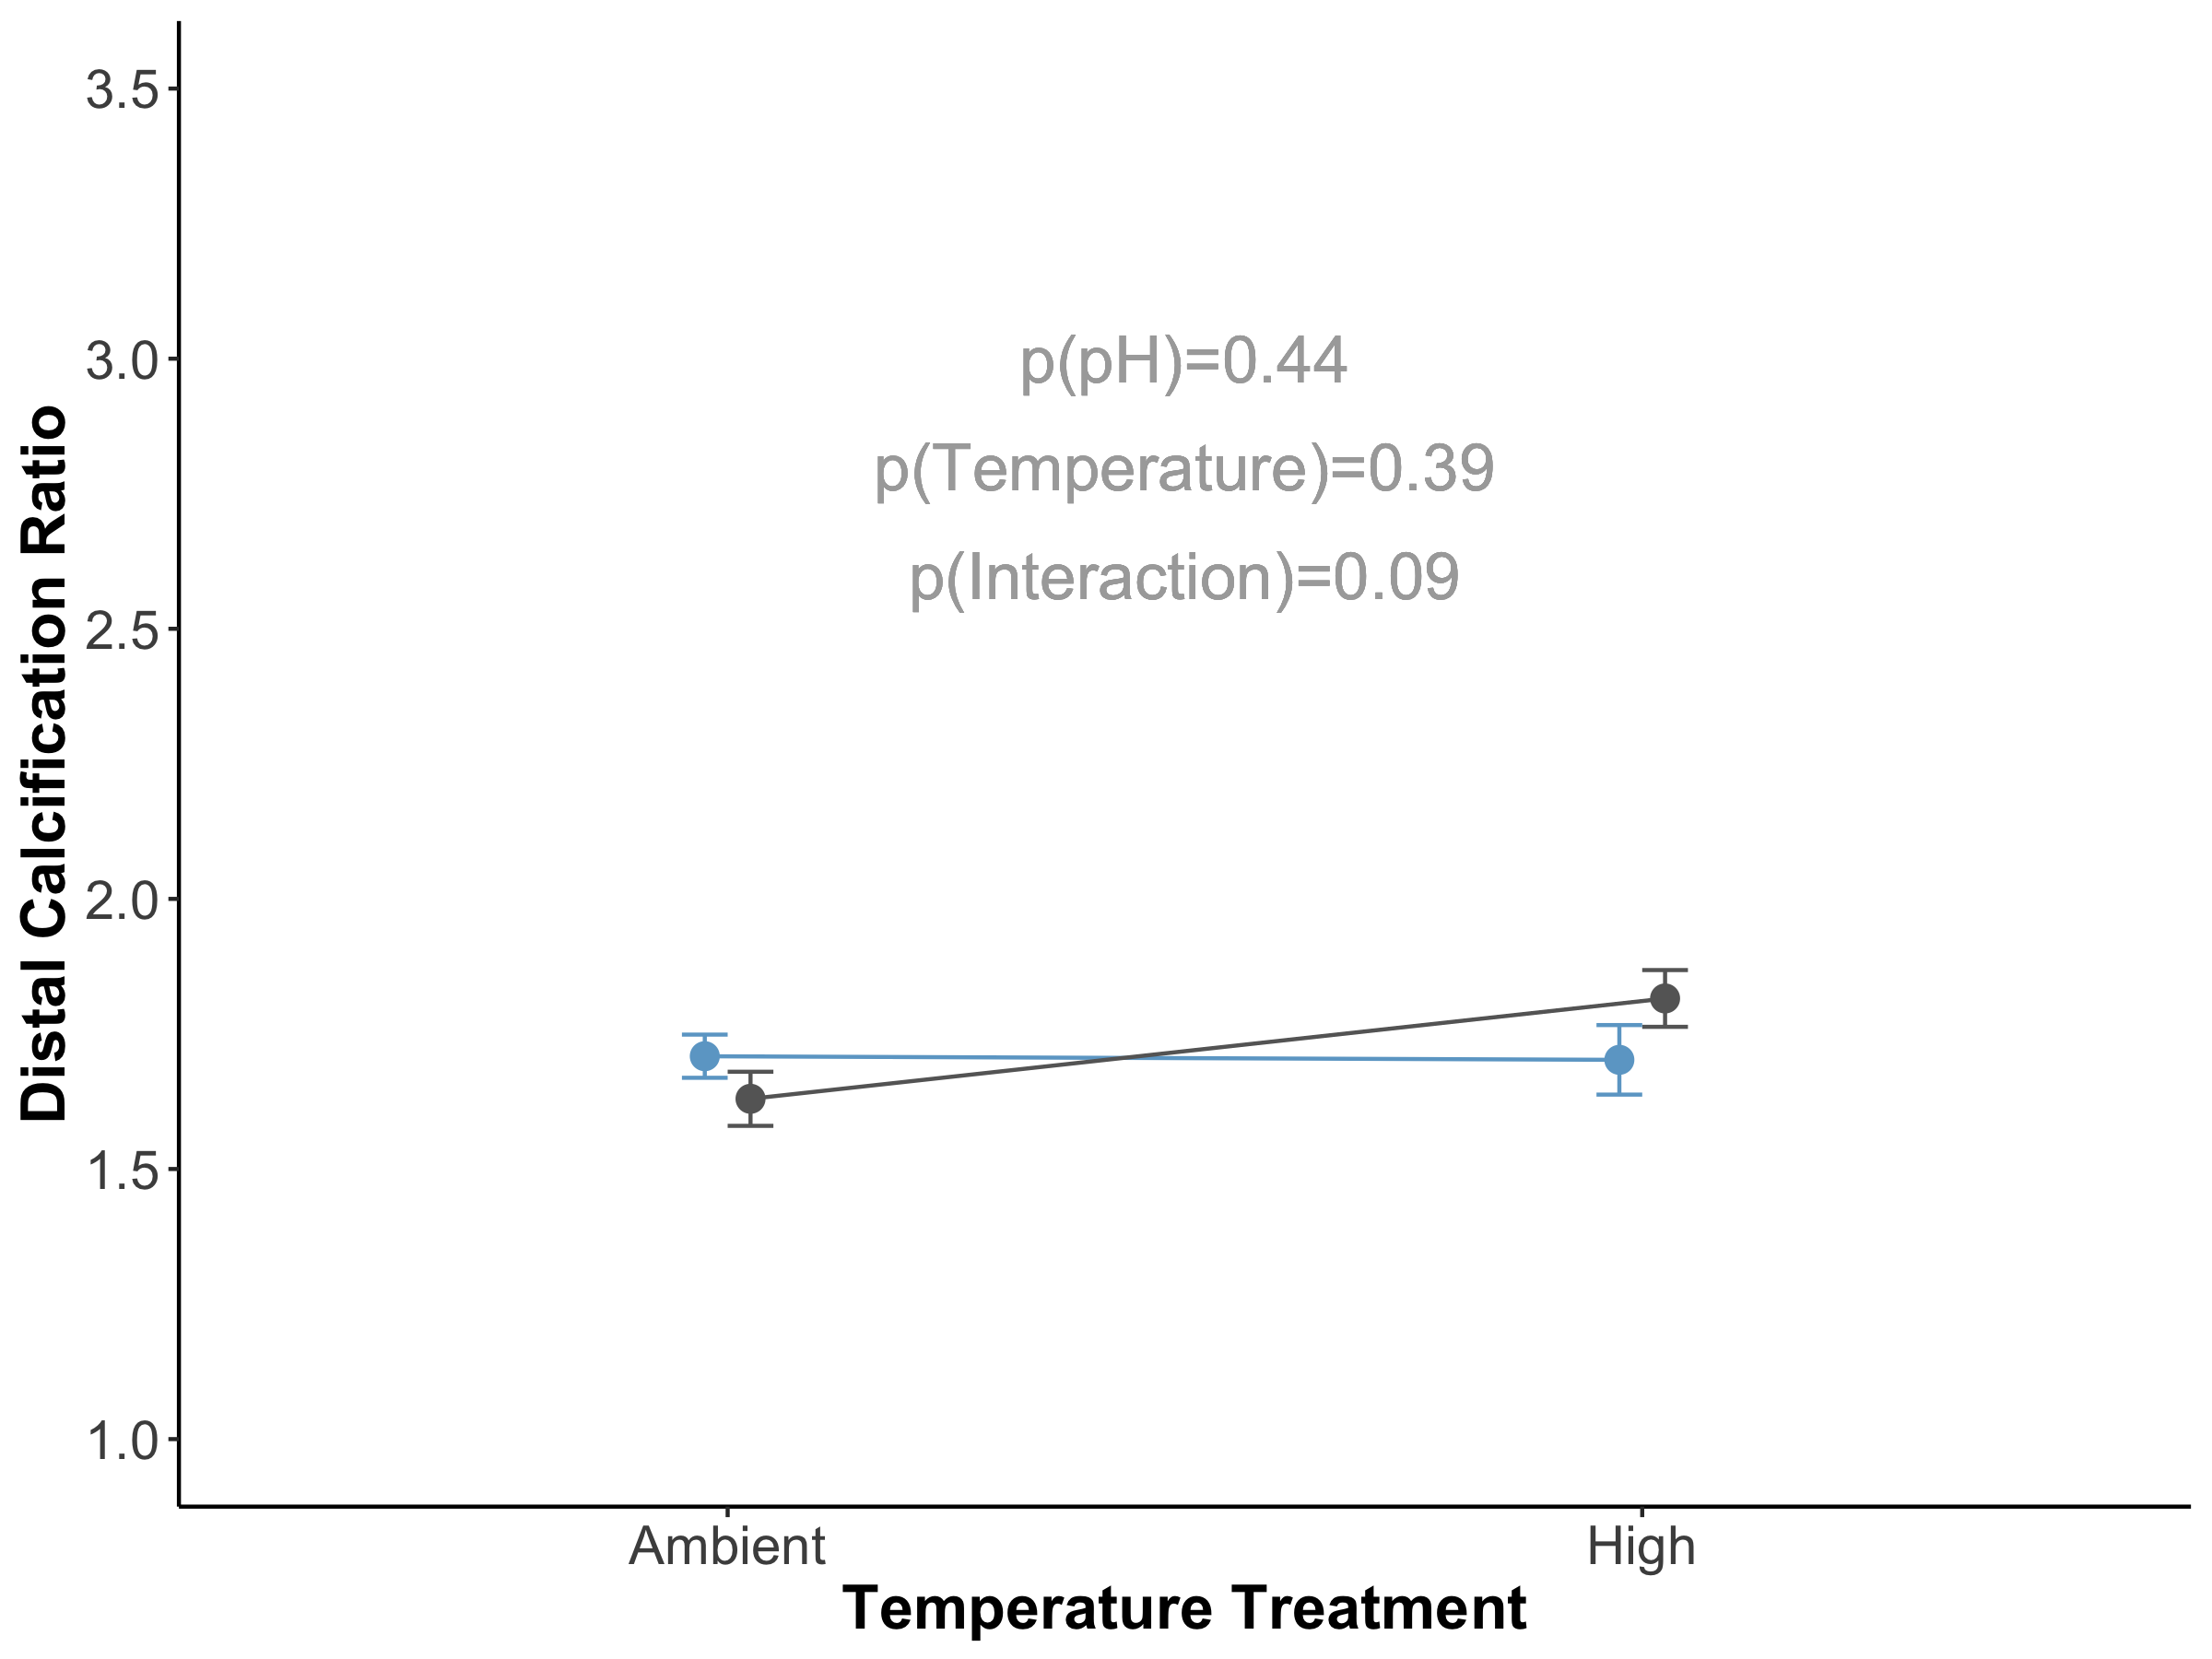 3.5
3.0
2.5
2.0
1.5
1.0
Distal Calcification Ratio
p(pH)=0.44
p(Temperature)=0.39
p(Interaction)=0.09
Ambient
High
Temperature Treatment